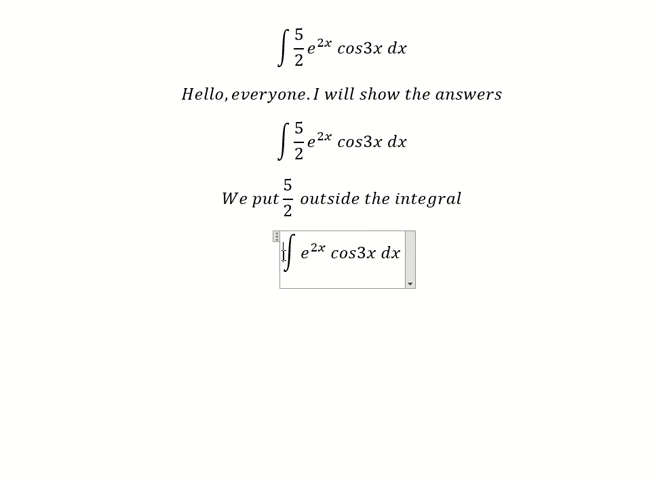 ∫ 5/2 e^{2x} cos3x dx
Hello, everyone. I will show the answers
∫ 5/2 e^{2x} cos3x dx
We put 5/2 outside the integral
∫ e^{2x} cos3x dx